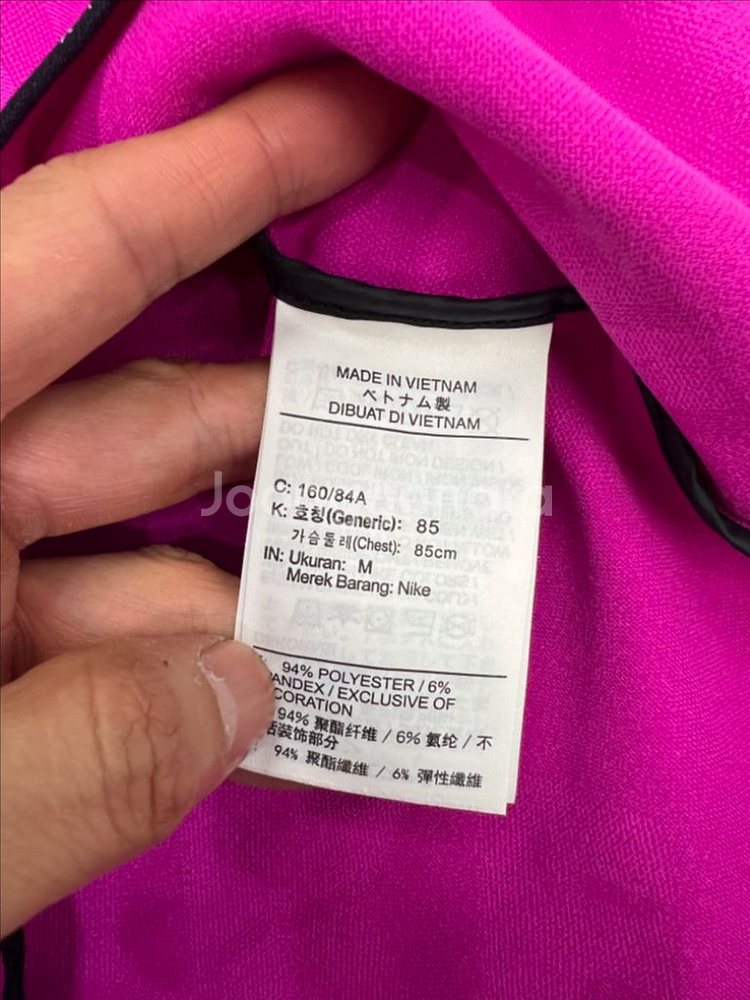 MADE IN VIETNAM
ベトナム製
DIBUAT DI VIETNAM
C: 160/84A
K: 호칭(Generic): 85
가슴둘레(Chest): 85cm
IN: Ukuran: M
Merek Barang: Nike
94% POLYESTER / 6%
ANDEX / EXCLUSIVE OF
CORATION
94% 聚酯纤维 / 6% 氨纶 / 不
括装饰部分
94% 聚酯纖維 / 6% 彈性纖維